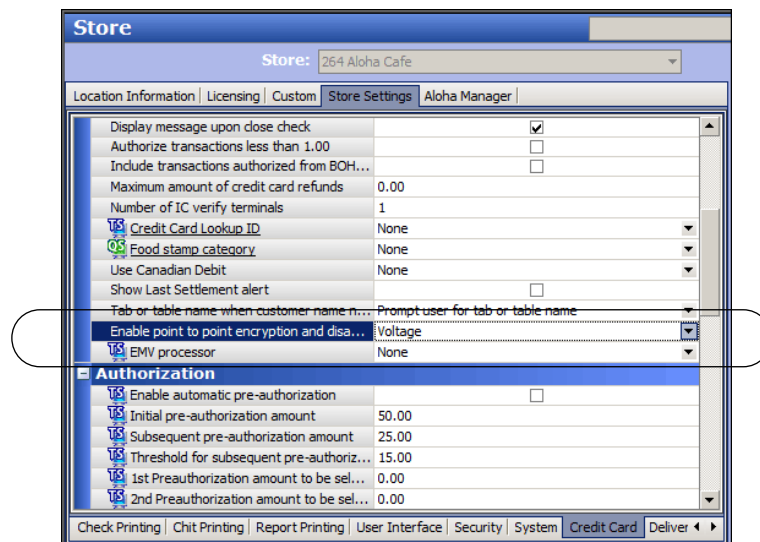 Store
Store: 264 Aloha Cafe
Location Information Licensing Custom Store Settings Aloha Manager
Display message upon close check
Authorize transactions less than 1.00
Include transactions authorized from BOH...
Maximum amount of credit card refunds 0.00
Number of IC verify terminals 1
TS Credit Card Lookup ID None
QS Food stamp category None
Use Canadian Debit None
Show Last Settlement alert
Tab or table name when customer name n... Prompt user for tab or table name
Enable point to point encryption and disa... Voltage
TS EMV processor None
Authorization
TS Enable automatic pre-authorization
TS Initial pre-authorization amount 50.00
TS Subsequent pre-authorization amount 25.00
TS Threshold for subsequent pre-authoriz... 15.00
TS 1st Preauthorization amount to be sel... 0.00
TS 2nd Preauthorization amount to be sel... 0.00
Check Printing Chit Printing Report Printing User Interface Security System Credit Card Deliver